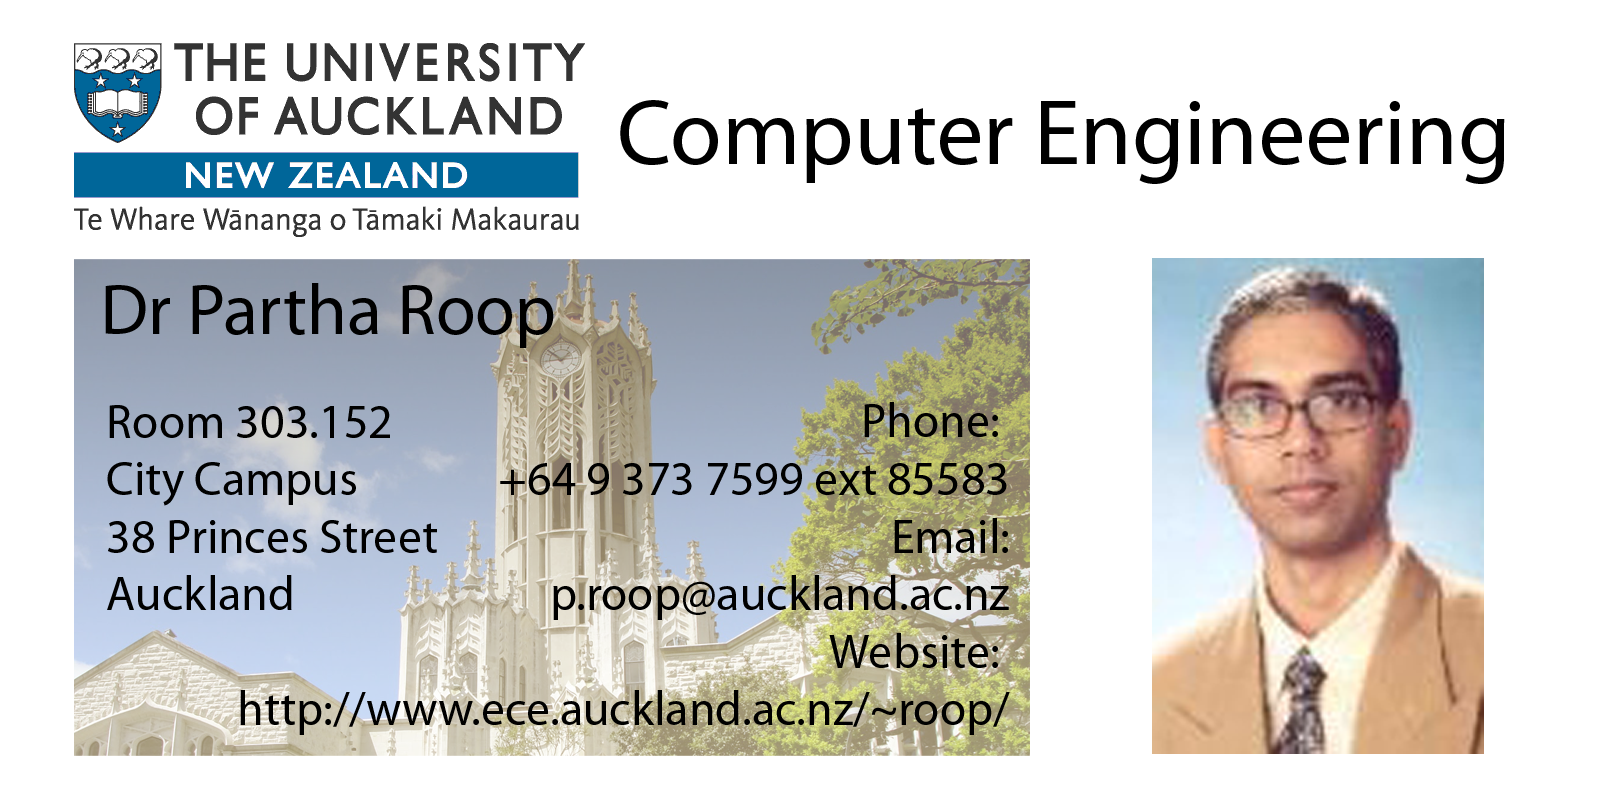 THE UNIVERSITY
OF AUCKLAND
NEW ZEALAND
Te Whare Wānanga o Tāmaki Makaurau
Computer Engineering
Dr Partha Roop
Room 303.152
City Campus
38 Princes Street
Auckland
Phone:
+64 9 373 7599 ext 85583
Email:
p.roop@auckland.ac.nz
Website:
http://www.ece.auckland.ac.nz/~roop/